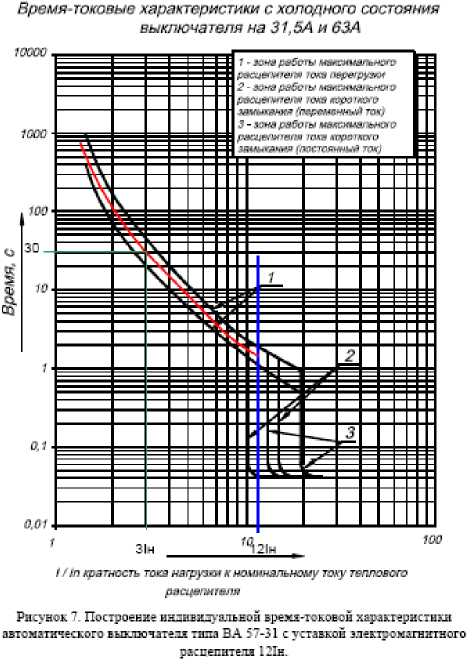 Время-токовые характеристики с холодного состояния
выключателя на 31,5А и 63А
1 - зона работы максимального
расцепителя тока перегрузки
2 - зона работы максимального
расцепителя тока короткого
замыкания (переменный ток)
3 – зона работы максимального
расцепителя тока короткого
замыкания (постоянный ток)
10000
1000
100
30
10
1
0,1
0,01
Время, с
1
2
3
1
10
100
3Iн
12Iн
I / In кратность тока нагрузки к номинальному току теплового
расцепителя
Рисунок 7. Построение индивидуальной время-токовой характеристики
автоматического выключателя типа ВА 57-31 с уставкой электромагнитного
расцепителя 12Iн.